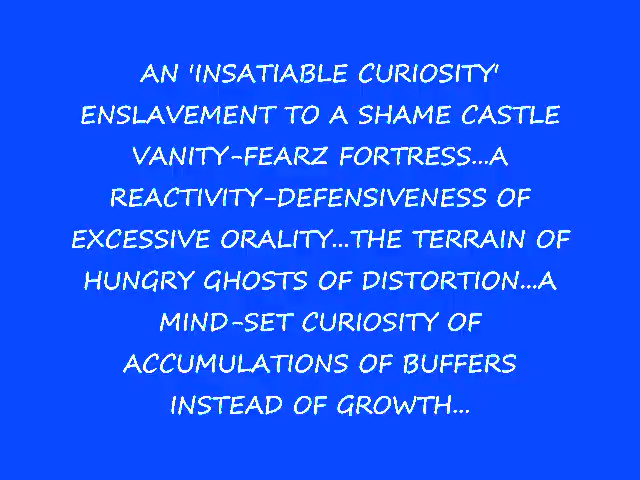 AN 'INSATIABLE CURIOSITY'
ENSLAVEMENT TO A SHAME CASTLE
VANITY-FEARZ FORTRESS...A
REACTIVITY-DEFENSIVENESS OF
EXCESSIVE ORALITY...THE TERRAIN OF
HUNGRY GHOSTS OF DISTORTION...A
MIND-SET CURIOSITY OF
ACCUMULATIONS OF BUFFERS
INSTEAD OF GROWTH...